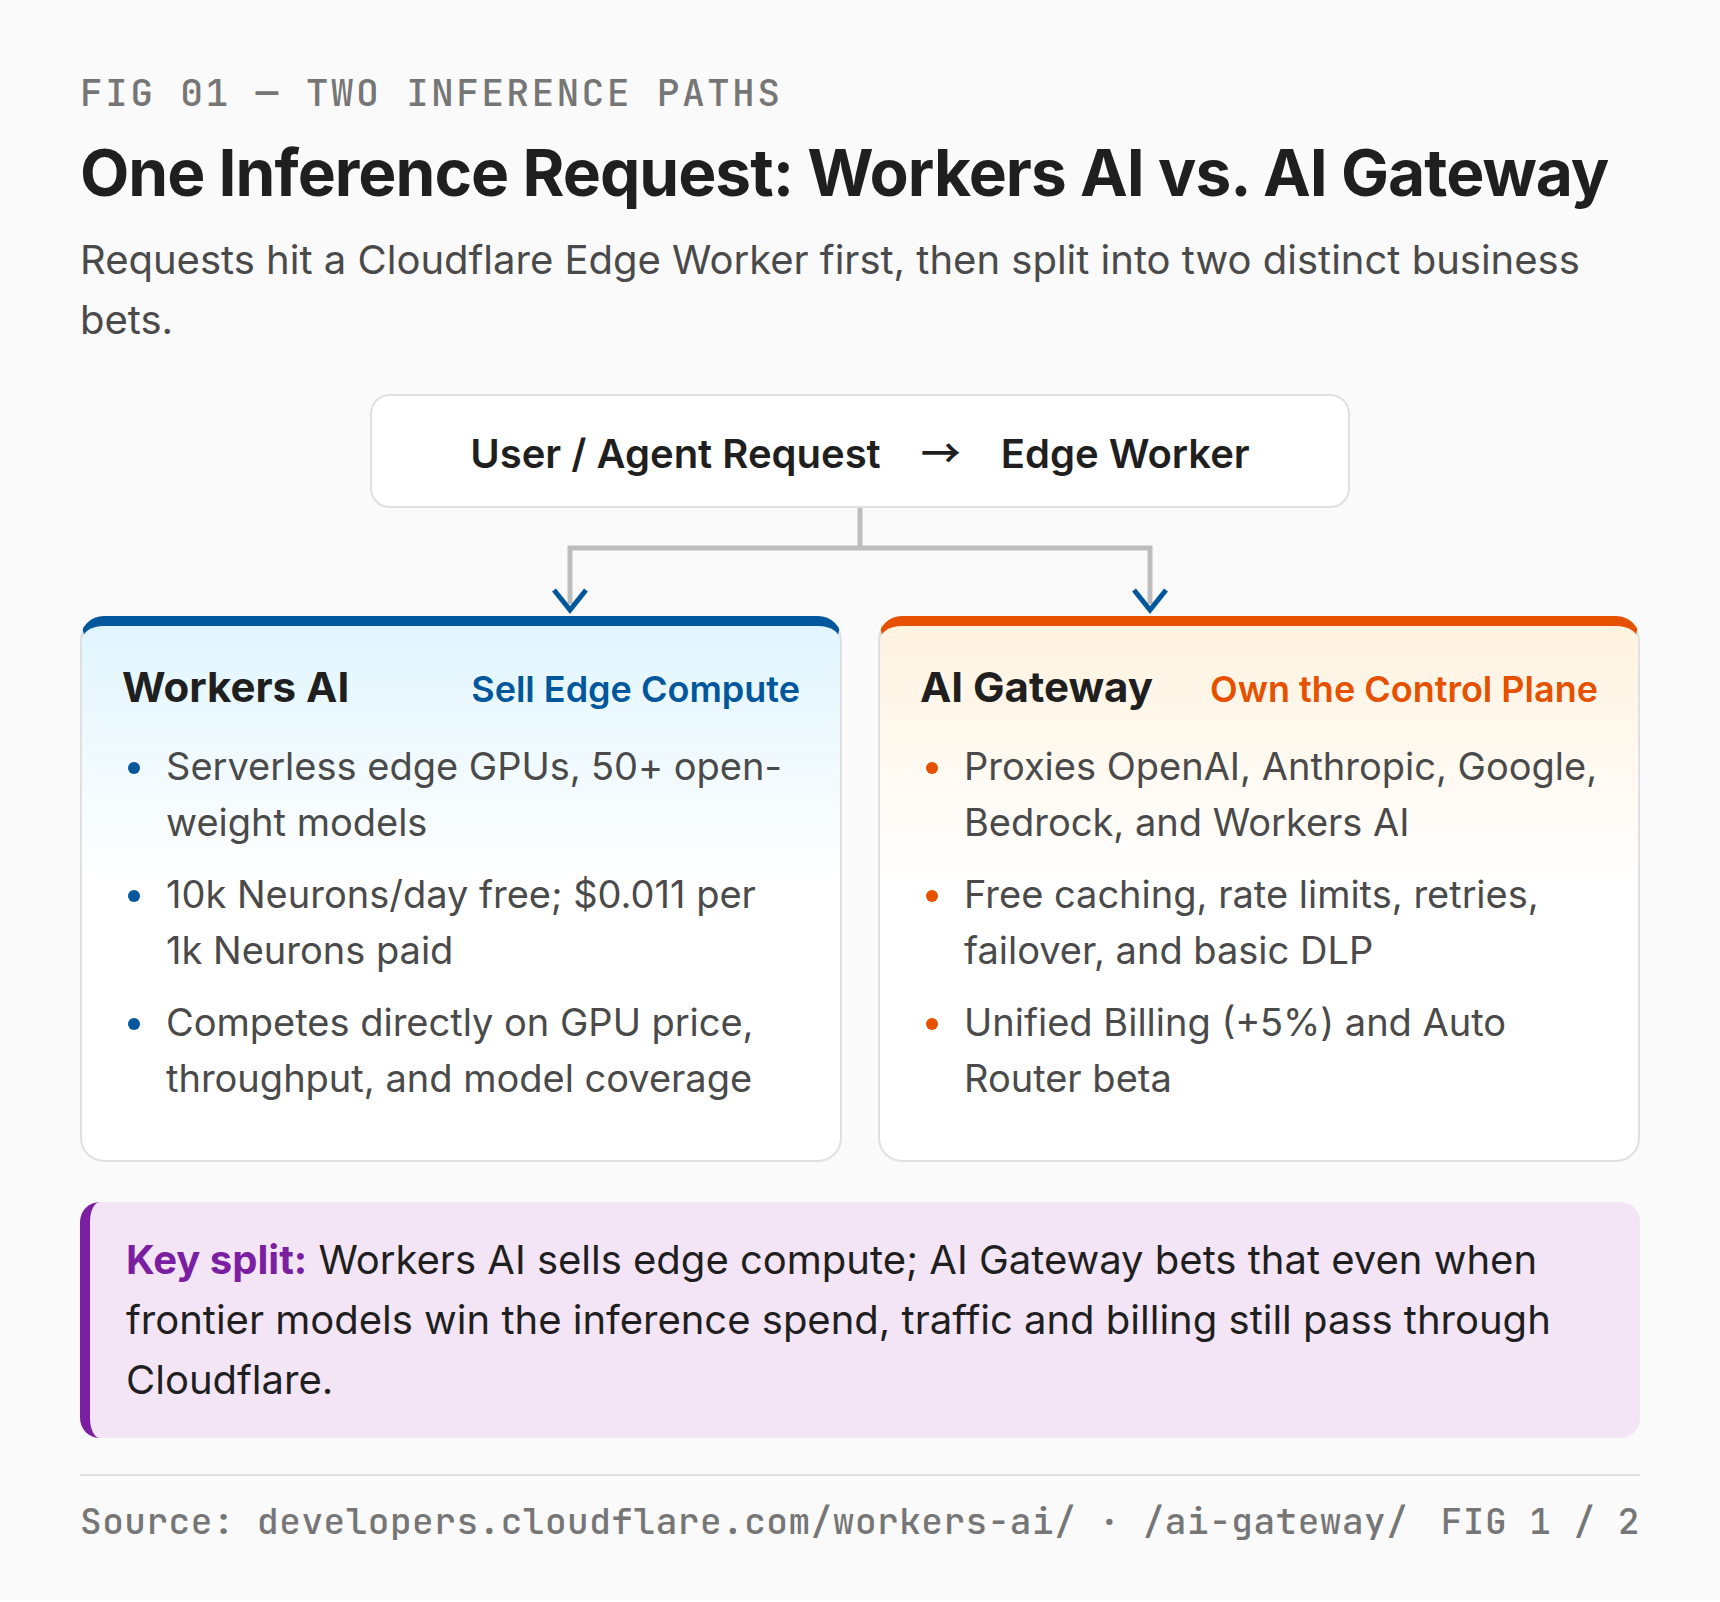 FIG 01 — TWO INFERENCE PATHS
One Inference Request: Workers AI vs. AI Gateway
Requests hit a Cloudflare Edge Worker first, then split into two distinct business
bets.
User / Agent Request → Edge Worker
Workers AI Sell Edge Compute
• Serverless edge GPUs, 50+ open-
weight models
• 10k Neurons/day free; $0.011 per
1k Neurons paid
• Competes directly on GPU price,
throughput, and model coverage
AI Gateway Own the Control Plane
• Proxies OpenAI, Anthropic, Google,
Bedrock, and Workers AI
• Free caching, rate limits, retries,
failover, and basic DLP
• Unified Billing (+5%) and Auto
Router beta
Key split: Workers AI sells edge compute; AI Gateway bets that even when
frontier models win the inference spend, traffic and billing still pass through
Cloudflare.
Source: developers.cloudflare.com/workers-ai/ · /ai-gateway/ FIG 1 / 2